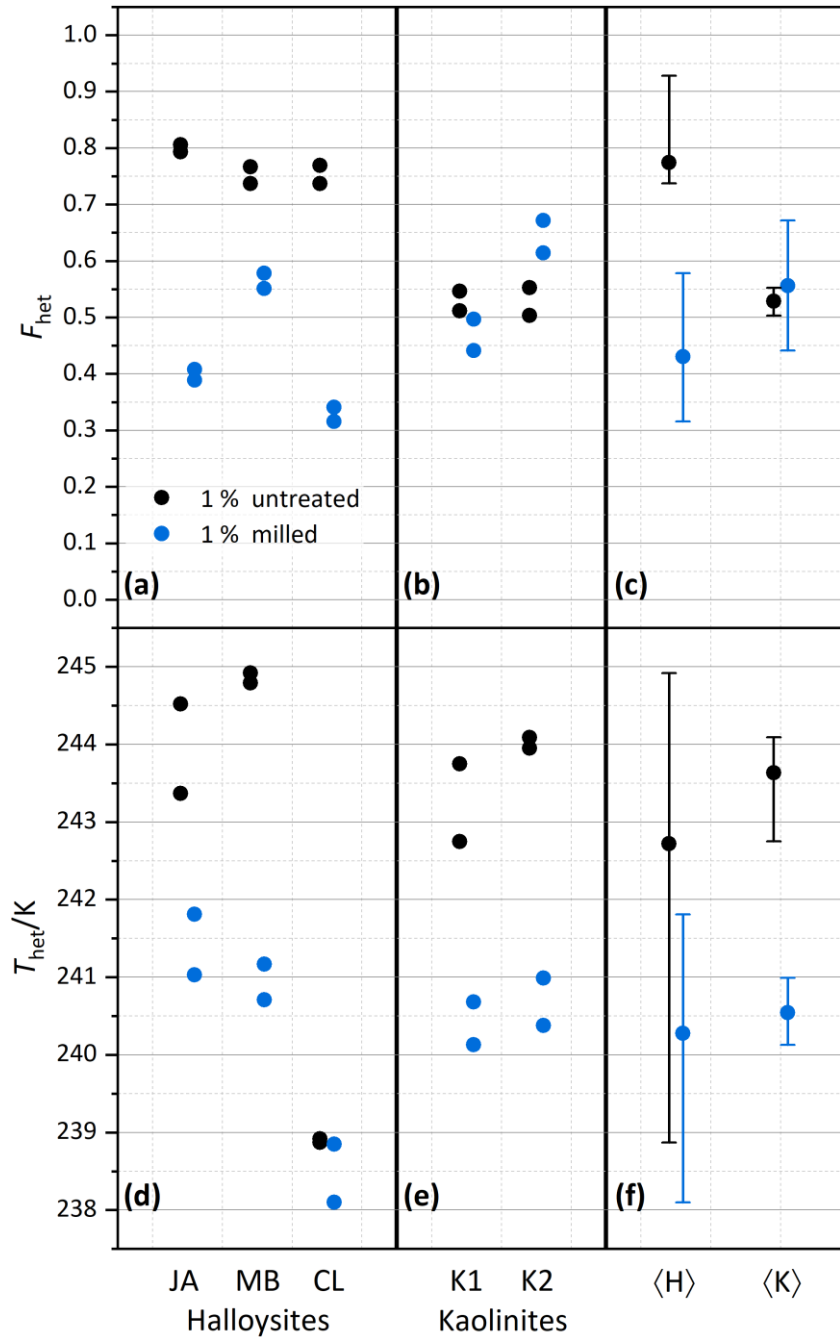 1.0
0.9
0.8
0.7
0.6
0.5
0.4
0.3
0.2
0.1
0.0
F_het
1 % untreated
1 % milled
(a)
(b)
(c)
245
244
243
242
241
240
239
238
T_het/K
(d)
(e)
(f)
JA MB CL K1 K2 ⟨H⟩ ⟨K⟩
Halloysites Kaolinites